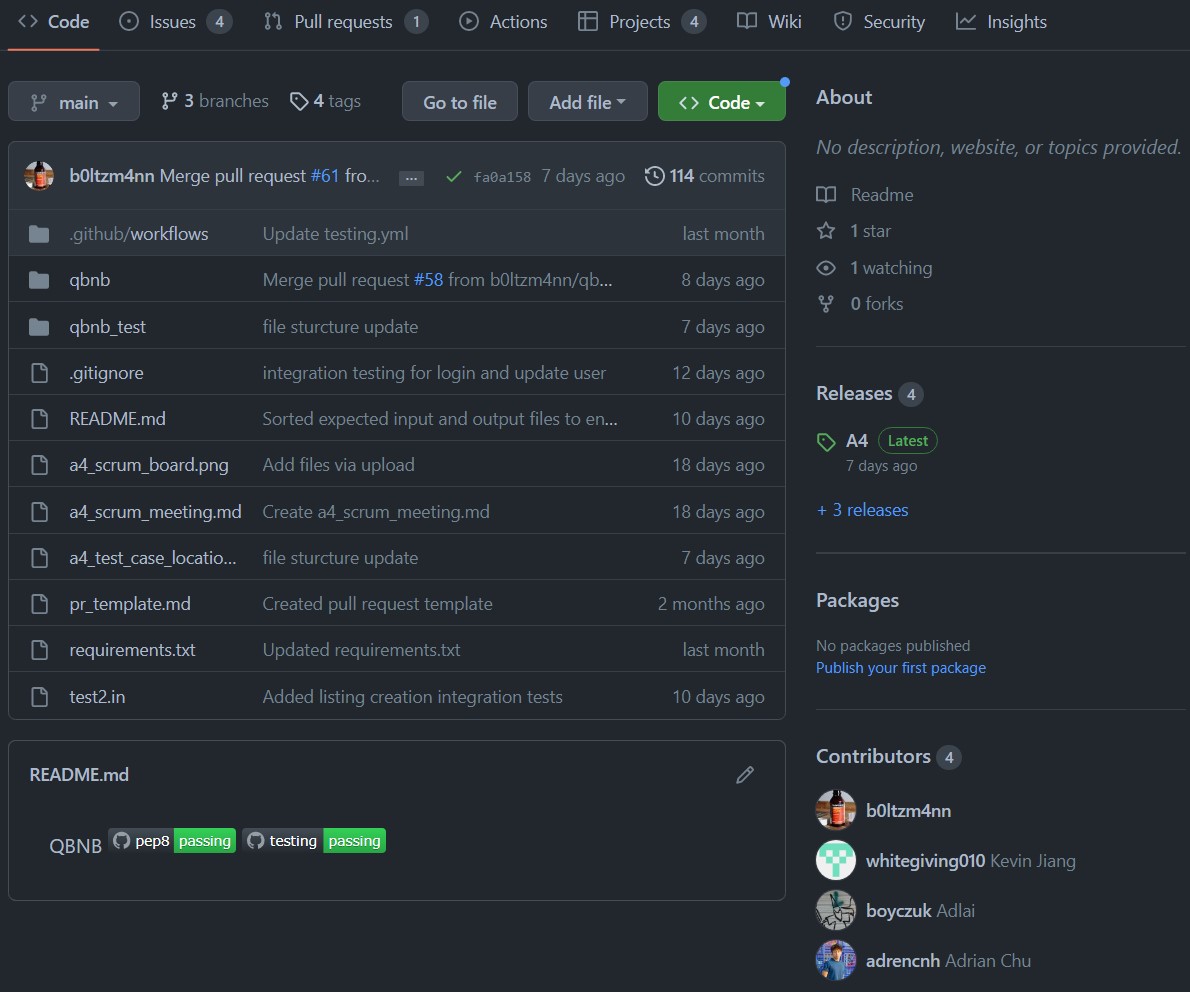 Code Issues 4 Pull requests 1 Actions Projects 4 Wiki Security Insights
main 3 branches 4 tags Go to file Add file Code
b0ltzm4nn Merge pull request #61 fro... ... fa0a158 7 days ago 114 commits
.github/workflows Update testing.yml last month
qbnb Merge pull request #58 from b0ltzm4nn/qb... 8 days ago
qbnb_test file sturcture update 7 days ago
.gitignore integration testing for login and update user 12 days ago
README.md Sorted expected input and output files to en... 10 days ago
a4_scrum_board.png Add files via upload 18 days ago
a4_scrum_meeting.md Create a4_scrum_meeting.md 18 days ago
a4_test_case_locatio... file sturcture update 7 days ago
pr_template.md Created pull request template 2 months ago
requirements.txt Updated requirements.txt last month
test2.in Added listing creation integration tests 10 days ago
README.md
QBNB pep8 passing testing passing
About
No description, website, or topics provided.
Readme
1 star
1 watching
0 forks
Releases 4
A4 Latest
7 days ago
+ 3 releases
Packages
No packages published
Publish your first package
Contributors 4
b0ltzm4nn
whitegiving010 Kevin Jiang
boyczuk Adlai
adrencnh Adrian Chu